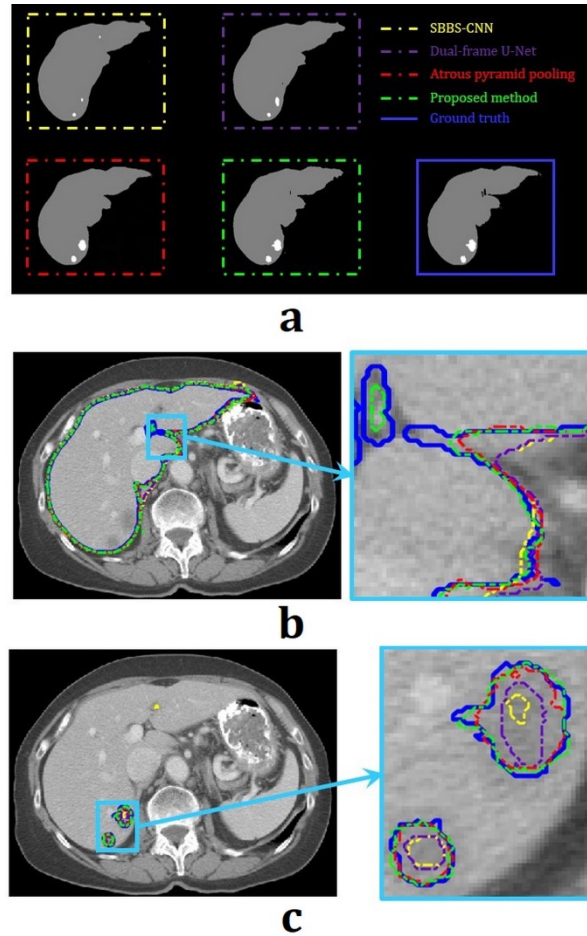 SBBS-CNN
Dual-frame U-Net
Atrous pyramid pooling
Proposed method
Ground truth
a
b
c